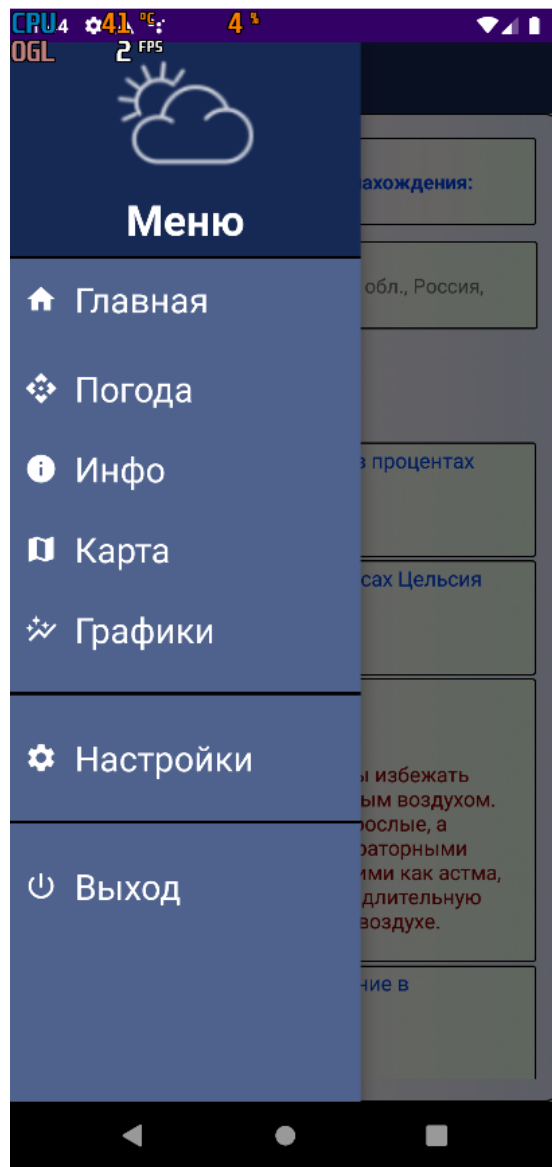 CPU 41 °C 4 %
OGL 2 FPS
Меню
ахождения:
Главная
обл., Россия,
Погода
Инфо
в процентах
Карта
сах Цельсия
Графики
Настройки
ы избежать
ым воздухом.
рослые, а
раторными
ими как астма,
Выход
длительную
воздухе.
ние в